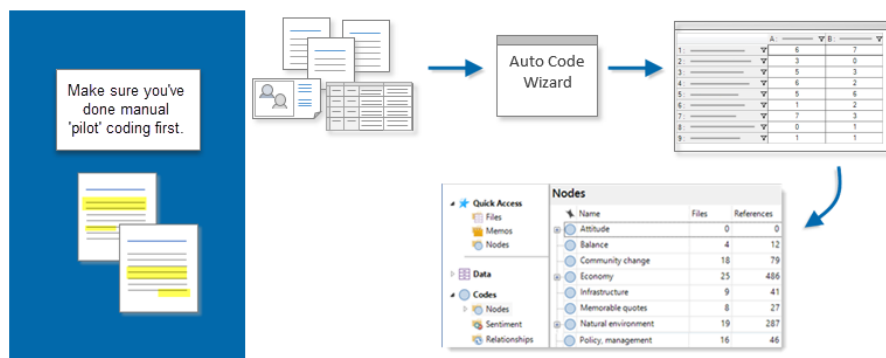 Make sure you've
done manual
'pilot' coding first.
Auto Code
Wizard
A : B :
1 : 6 7
2 : 3 0
3 : 5 3
4 : 6 2
5 : 5 6
6 : 1 2
7 : 7 3
8 : 0 1
9 : 1 1
Quick Access
Files
Memos
Nodes
Data
Codes
Nodes
Sentiment
Relationships
Nodes
Name Files References
Attitude 0 0
Balance 4 12
Community change 18 79
Economy 25 486
Infrastructure 9 41
Memorable quotes 8 27
Natural environment 19 287
Policy, management 16 46